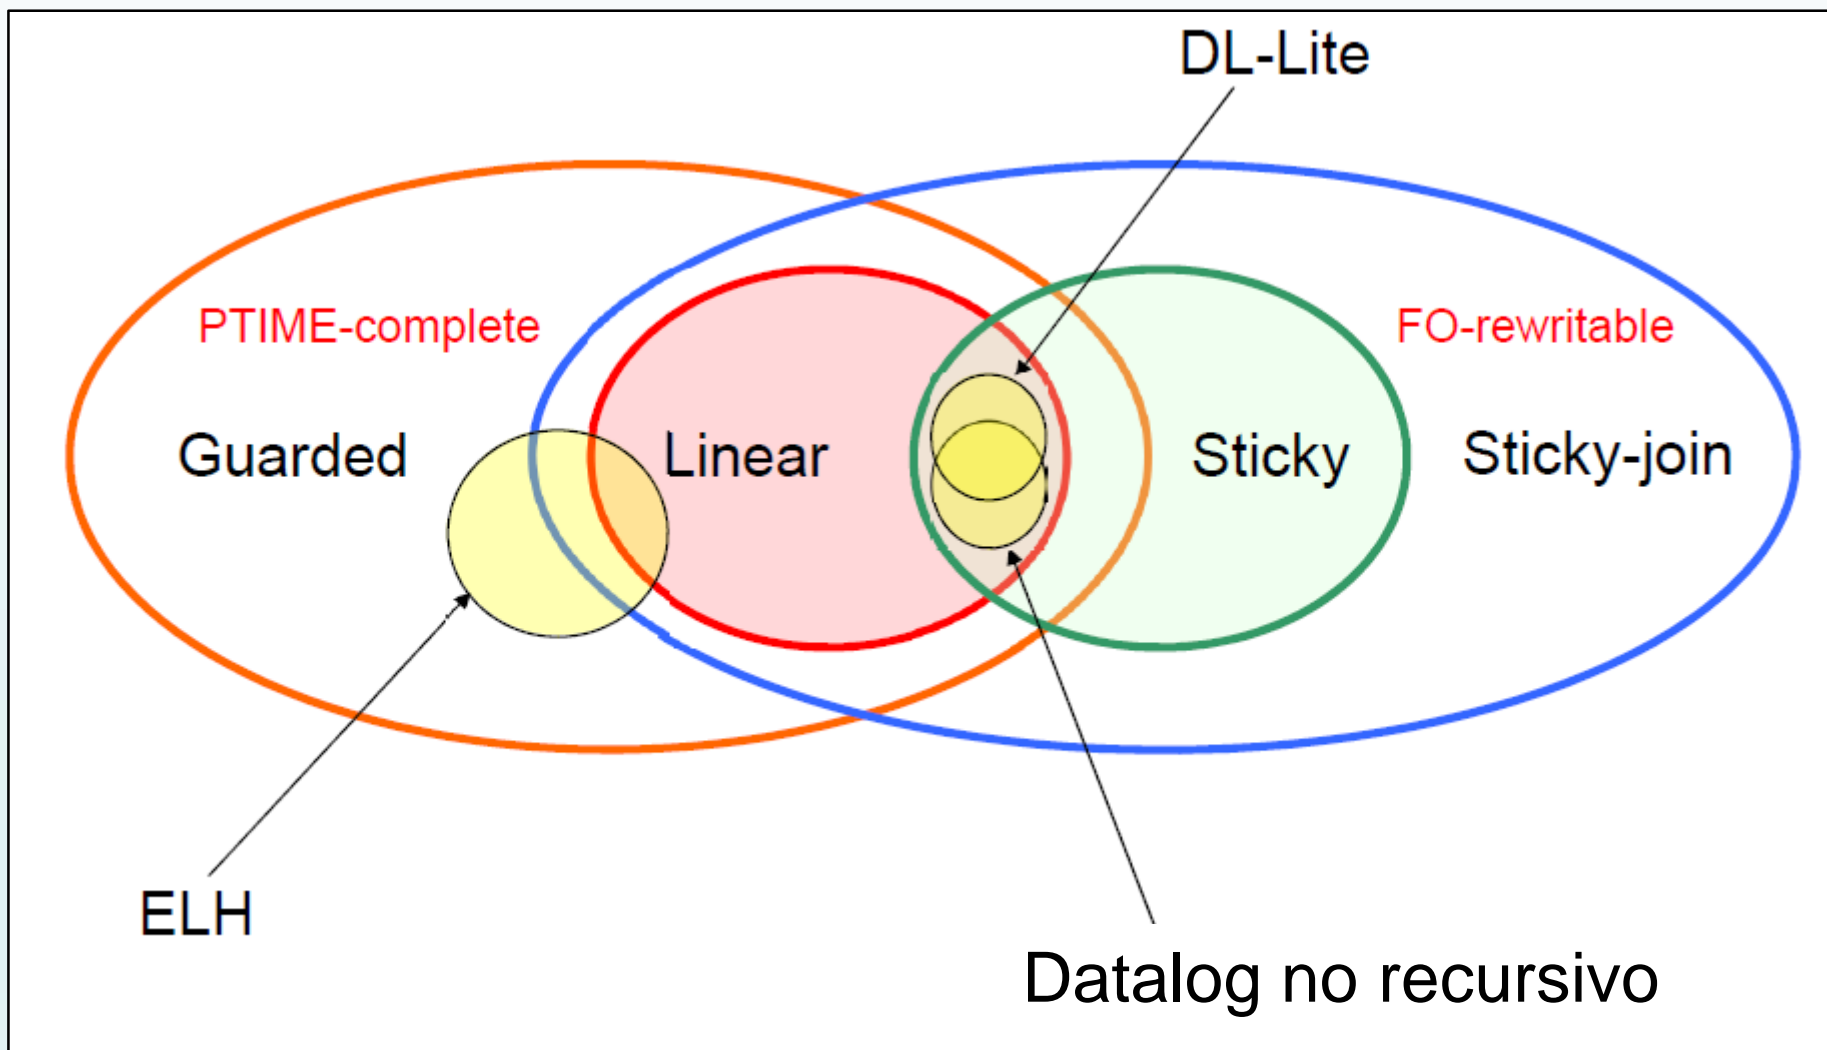 DL-Lite
PTIME-complete
FO-rewritable
Guarded
Linear
Sticky
Sticky-join
ELH
Datalog no recursivo